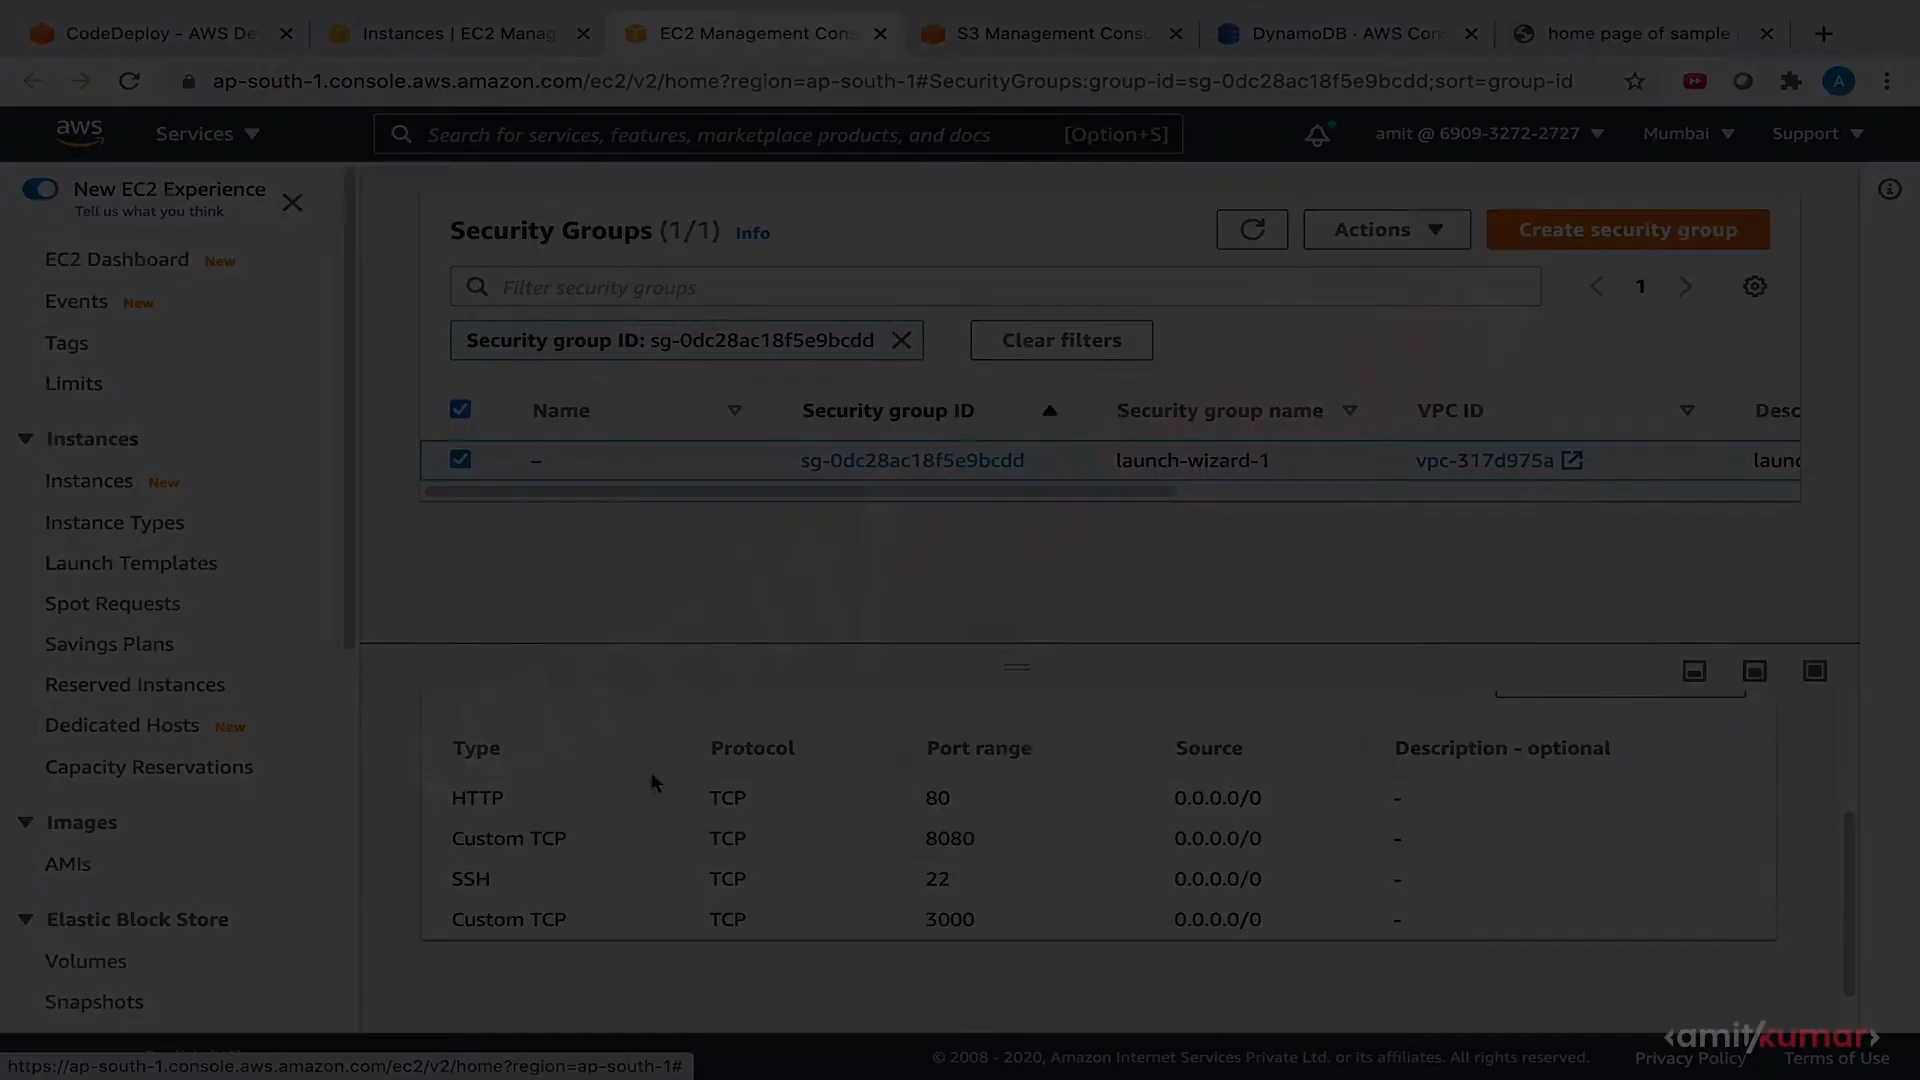 CodeDeploy - AWS Dev
Instances | EC2 Manag
EC2 Management Cons
S3 Management Consu
DynamoDB · AWS Cons
home page of sample
ap-south-1.console.aws.amazon.com/ec2/v2/home?region=ap-south-1#SecurityGroups:group-id=sg-0dc28ac18f5e9bcdd;sort=group-id
A
aws
Services
Search for services, features, marketplace products, and docs
[Option+S]
amit @ 6909-3272-2727
Mumbai
Support
New EC2 Experience
Tell us what you think
EC2 Dashboard New
Events New
Tags
Limits
Instances
Instances New
Instance Types
Launch Templates
Spot Requests
Savings Plans
Reserved Instances
Dedicated Hosts New
Capacity Reservations
Images
AMIs
Elastic Block Store
Volumes
Snapshots
Security Groups (1/1) Info
Actions
Create security group
Filter security groups
1
Security group ID: sg-0dc28ac18f5e9bcdd
Clear filters
Name Security group ID Security group name VPC ID Desc
– sg-0dc28ac18f5e9bcdd launch-wizard-1 vpc-317d975a launc
Type Protocol Port range Source Description - optional
HTTP TCP 80 0.0.0.0/0 -
Custom TCP TCP 8080 0.0.0.0/0 -
SSH TCP 22 0.0.0.0/0 -
Custom TCP TCP 3000 0.0.0.0/0 -
<amit/kumar>
© 2008 - 2020, Amazon Internet Services Private Ltd. or its affiliates. All rights reserved.
Privacy Policy
Terms of Use
https://ap-south-1.console.aws.amazon.com/ec2/v2/home?region=ap-south-1#